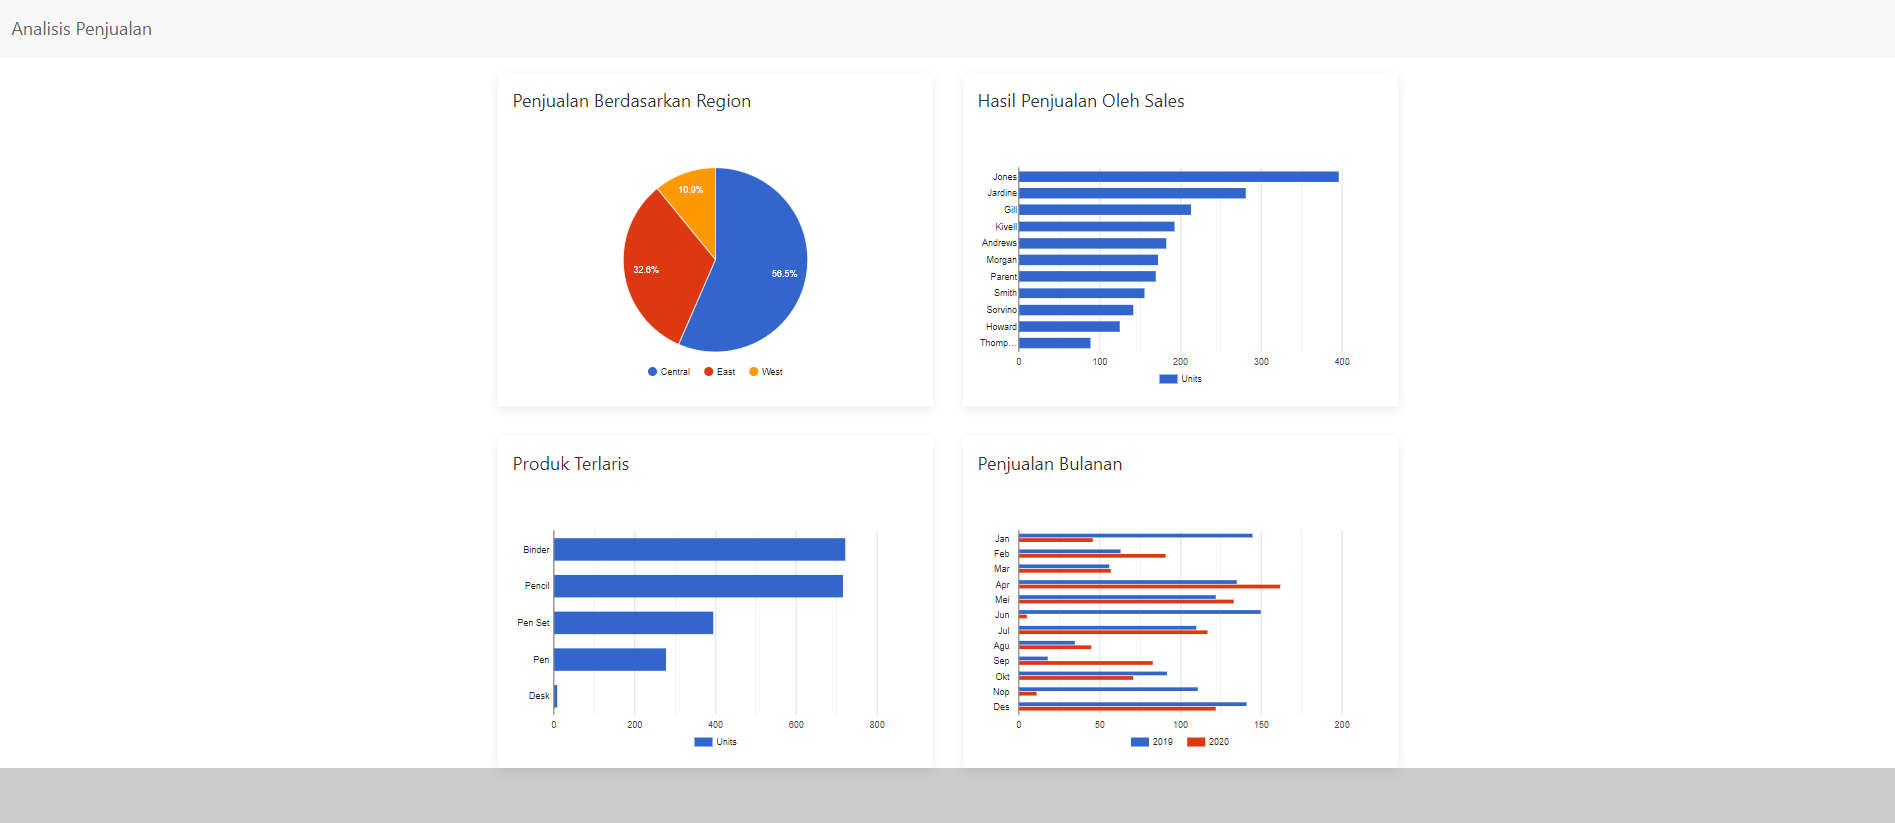 Analisis Penjualan
Penjualan Berdasarkan Region
10.9%
32.6%
56.5%
Central East West
Hasil Penjualan Oleh Sales
Jones
Jardine
Gill
Kivell
Andrews
Morgan
Parent
Smith
Sorvino
Howard
Thomp...
0 100 200 300 400
Units
Produk Terlaris
Binder
Pencil
Pen Set
Pen
Desk
0 200 400 600 800
Units
Penjualan Bulanan
Jan
Feb
Mar
Apr
Mei
Jun
Jul
Agu
Sep
Okt
Nop
Des
0 50 100 150 200
2019 2020